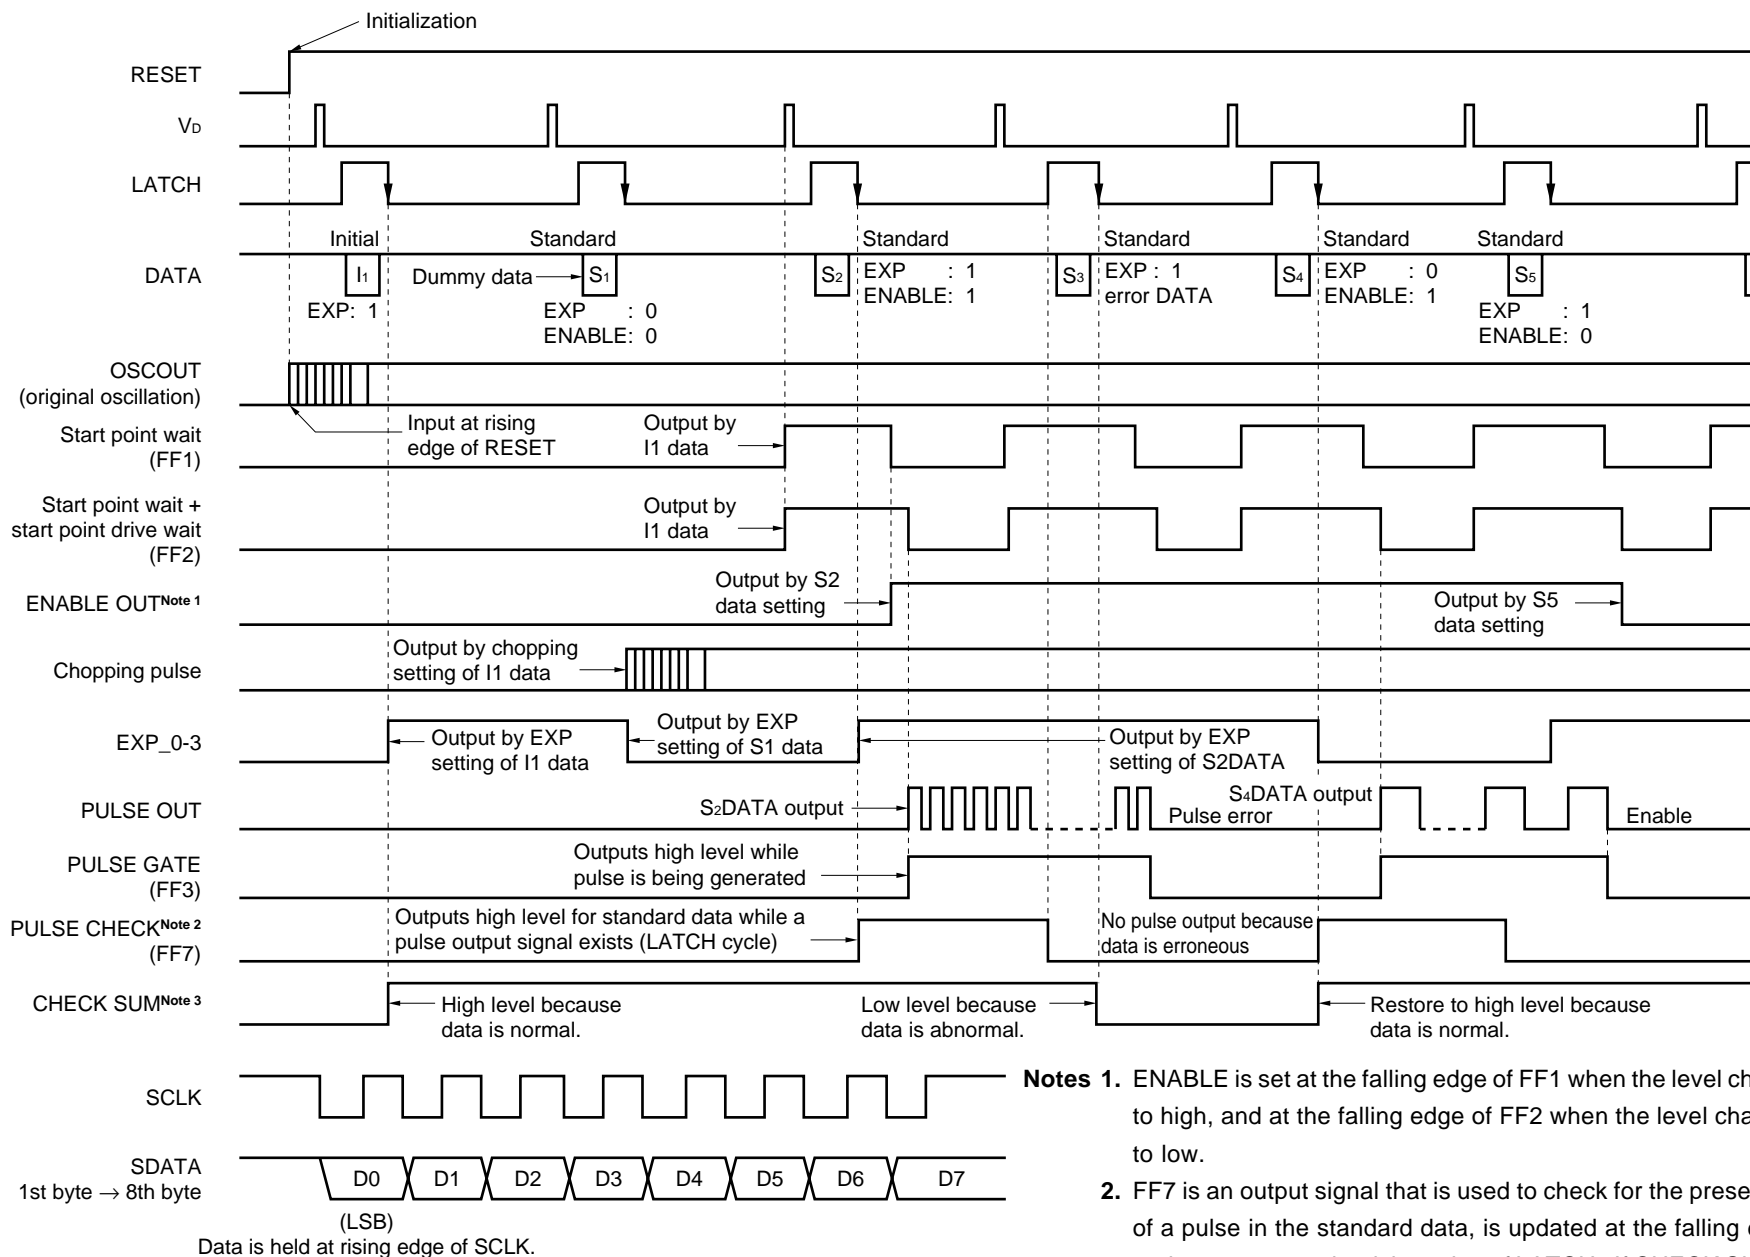 Initialization
RESET
VD
LATCH
Initial
Standard
Standard
Standard
Standard
Standard
DATA
I1
Dummy data
S1
S2
EXP : 1
S3
EXP : 1
S4
EXP : 0
S5
ENABLE: 1
error DATA
ENABLE: 1
EXP: 1
EXP : 0
ENABLE: 0
EXP : 1
ENABLE: 0
OSCOUT
(original oscillation)
Input at rising
edge of RESET
Start point wait
(FF1)
Output by
I1 data
Start point wait +
start point drive wait
(FF2)
Output by
I1 data
ENABLE OUTNote 1
Output by S2
data setting
Output by S5
data setting
Chopping pulse
Output by chopping
setting of I1 data
EXP_0-3
Output by EXP
setting of I1 data
Output by EXP
setting of S1 data
Output by EXP
setting of S2DATA
PULSE OUT
S2DATA output
Pulse error
S4DATA output
Enable
PULSE GATE
(FF3)
Outputs high level while
pulse is being generated
PULSE CHECKNote 2
(FF7)
Outputs high level for standard data while a
pulse output signal exists (LATCH cycle)
No pulse output because
data is erroneous
CHECK SUMNote 3
High level because
data is normal.
Low level because
data is abnormal.
Restore to high level because
data is normal.
SCLK
SDATA
1st byte → 8th byte
D0 D1 D2 D3 D4 D5 D6 D7
(LSB)
Data is held at rising edge of SCLK.
Notes 1. ENABLE is set at the falling edge of FF1 when the level ch
to high, and at the falling edge of FF2 when the level cha
to low.
2. FF7 is an output signal that is used to check for the prese
of a pulse in the standard data, is updated at the falling